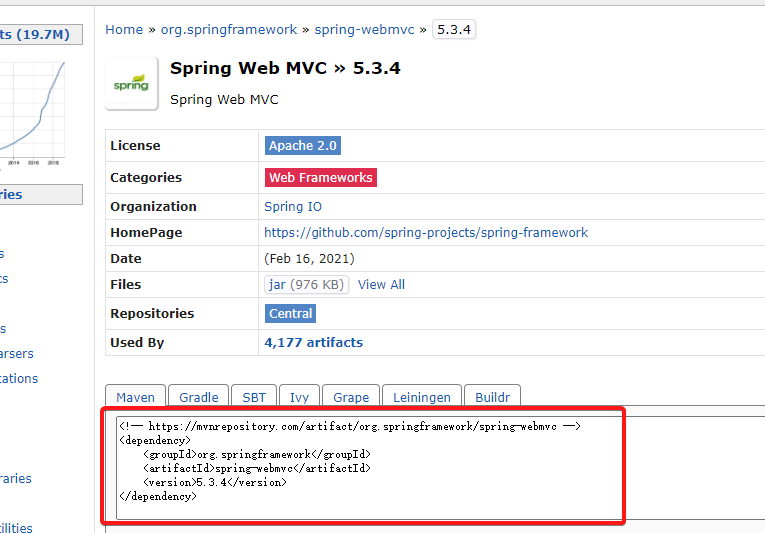 ts (19.7M)
2014 2016 2018
ries
s
cs
s
arsers
tations
raries
tilities
Home » org.springframework » spring-webmvc » 5.3.4
spring
Spring Web MVC » 5.3.4
Spring Web MVC
License Apache 2.0
Categories Web Frameworks
Organization Spring IO
HomePage https://github.com/spring-projects/spring-framework
Date (Feb 16, 2021)
Files jar (976 KB) View All
Repositories Central
Used By 4,177 artifacts
Maven Gradle SBT Ivy Grape Leiningen Buildr
<!-- https://mvnrepository.com/artifact/org.springframework/spring-webmvc -->
<dependency>
    <groupId>org.springframework</groupId>
    <artifactId>spring-webmvc</artifactId>
    <version>5.3.4</version>
</dependency>